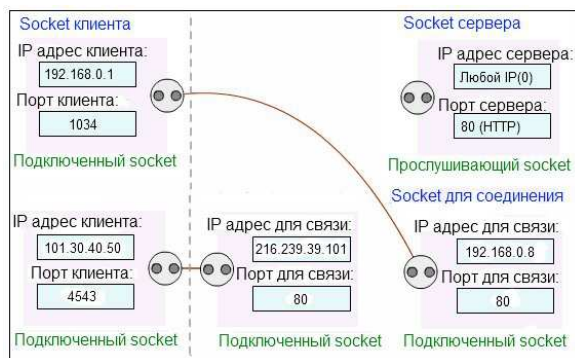 Socket клиента
IP адрес клиента:
192.168.0.1
Порт клиента:
1034
Подключенный socket
Socket сервера
IP адрес сервера:
Любой IP(0)
Порт сервера:
80 (HTTP)
Прослушивающий socket
IP адрес клиента:
101.30.40.50
Порт клиента:
4543
Подключенный socket
IP адрес для связи:
216.239.39.101
Порт для связи:
80
Подключенный socket
Socket для соединения
IP адрес для связи:
192.168.0.8
Порт для связи:
80
Подключенный socket